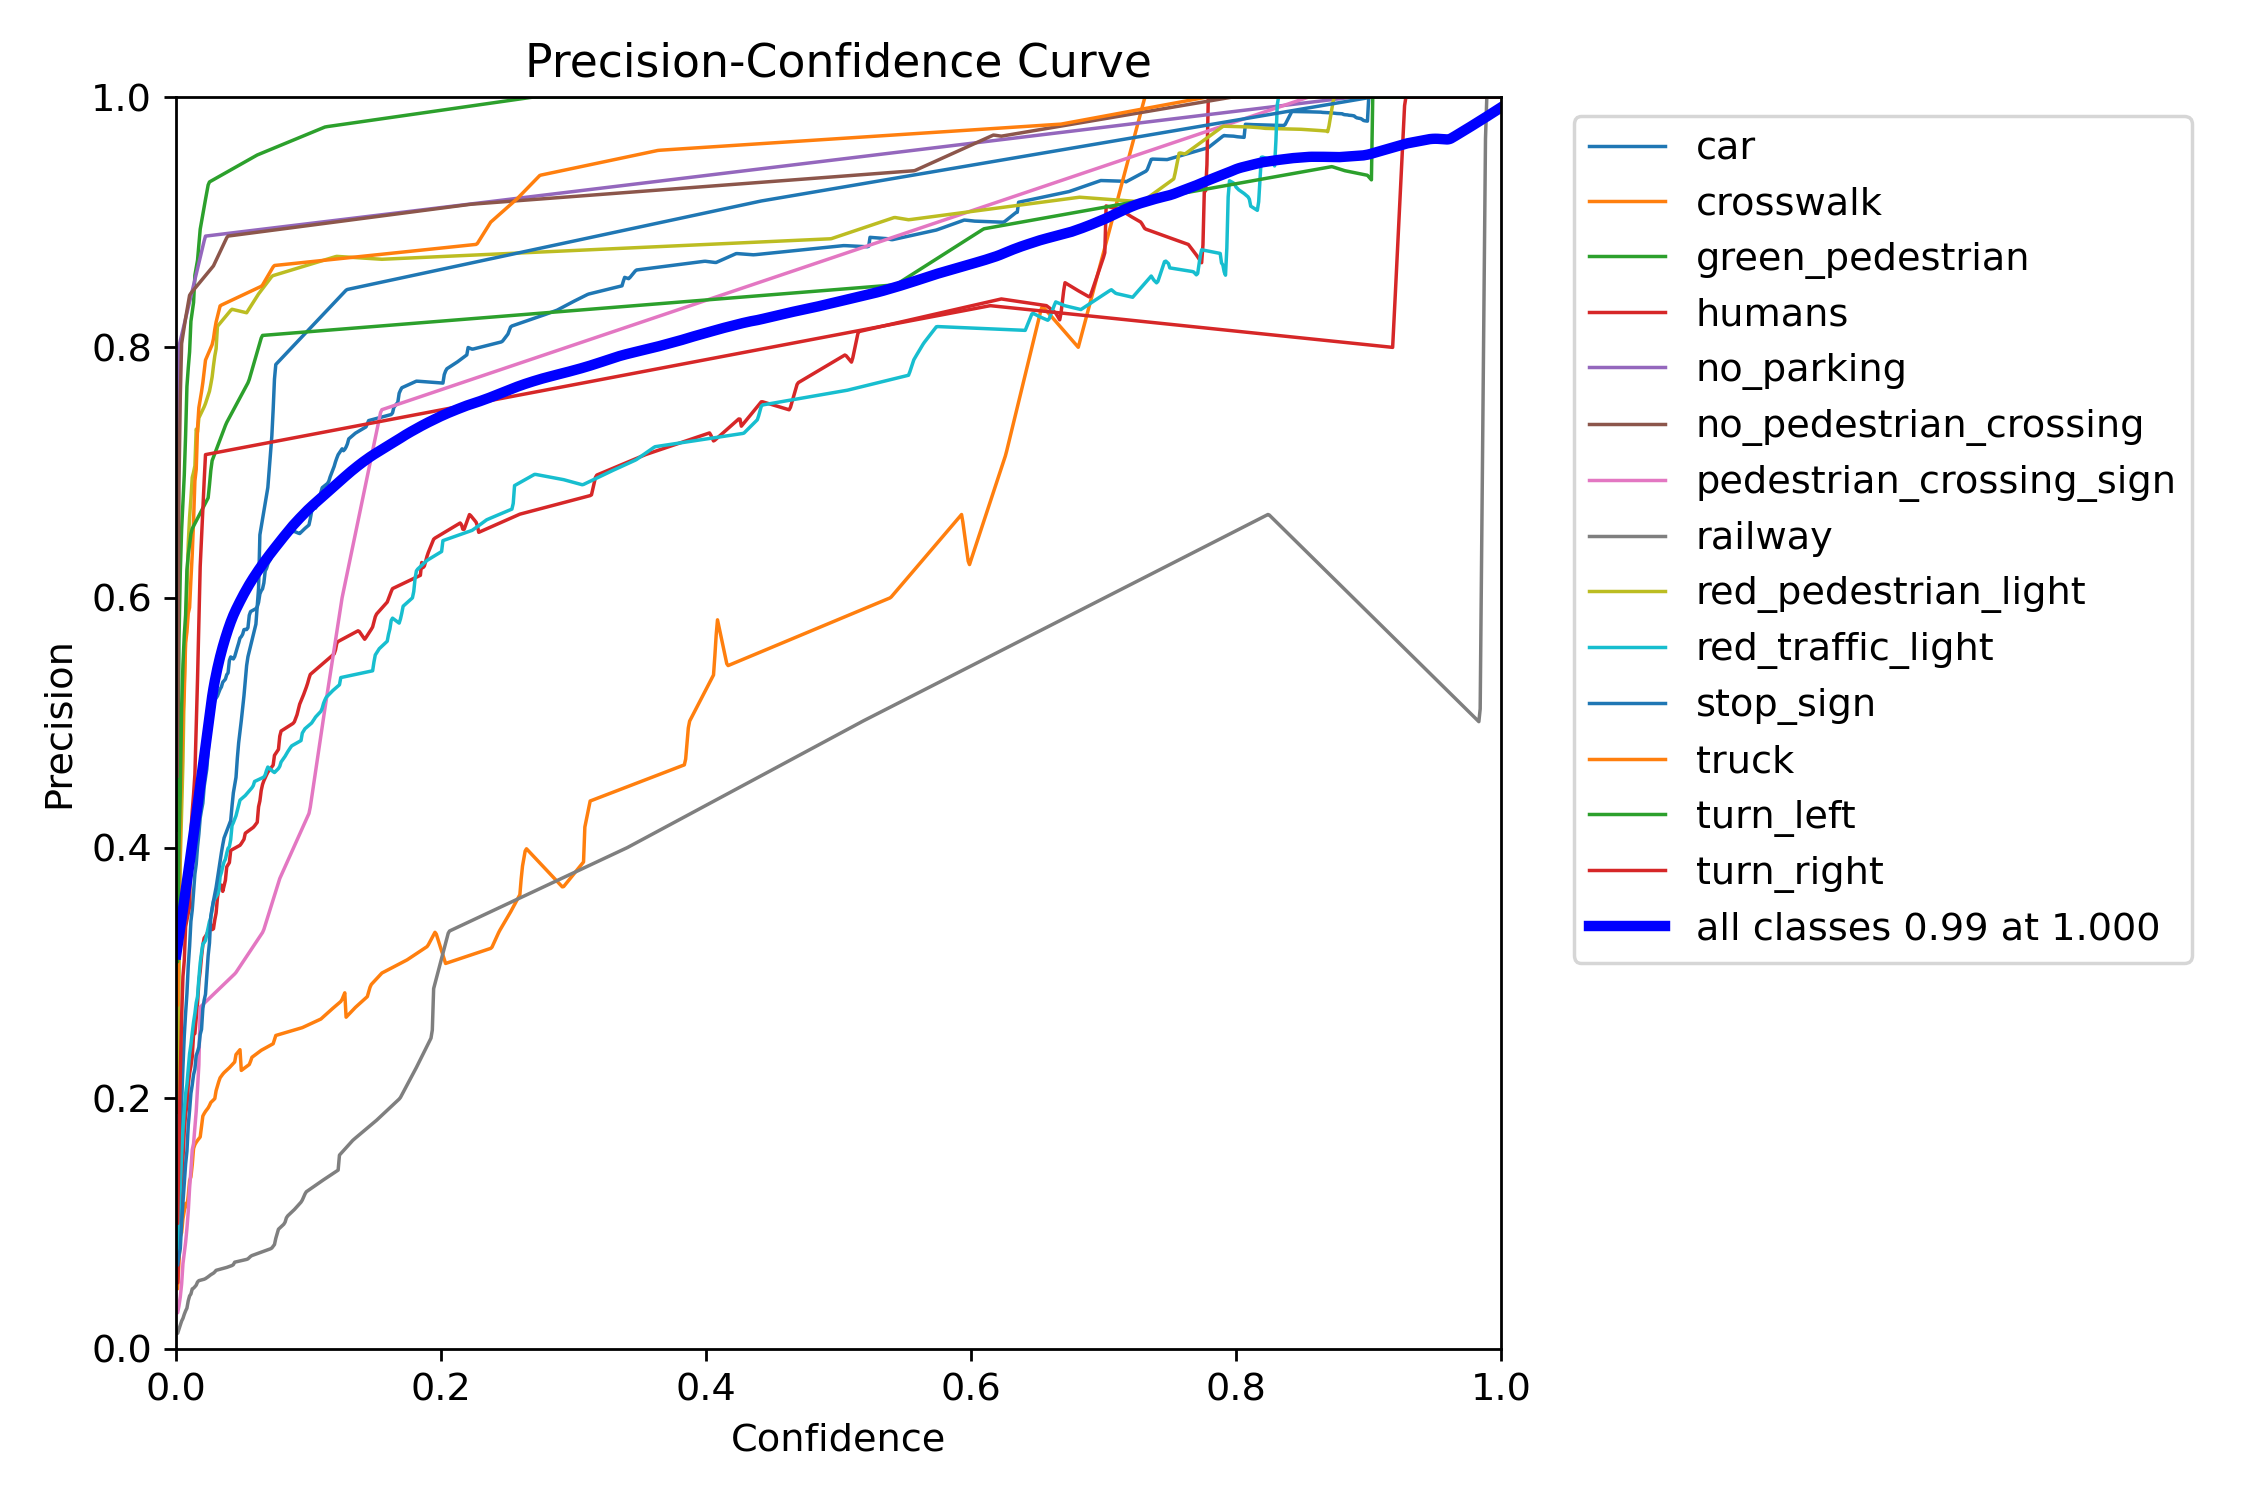 Precision-Confidence Curve
1.0
0.8
0.6
0.4
0.2
0.0
Precision
0.0 0.2 0.4 0.6 0.8 1.0
Confidence
car
crosswalk
green_pedestrian
humans
no_parking
no_pedestrian_crossing
pedestrian_crossing_sign
railway
red_pedestrian_light
red_traffic_light
stop_sign
truck
turn_left
turn_right
all classes 0.99 at 1.000